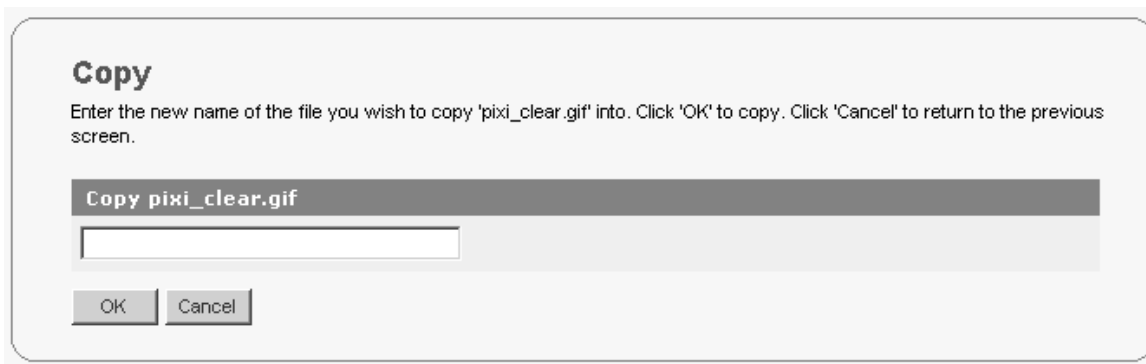 Copy
Enter the new name of the file you wish to copy 'pixi_clear.gif' into. Click 'OK' to copy. Click 'Cancel' to return to the previous
screen.
Copy pixi_clear.gif
OK Cancel